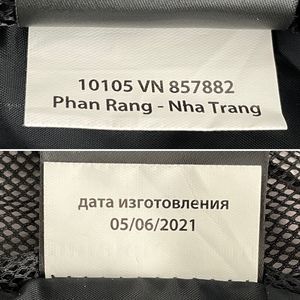 10105 VN 857882
Phan Rang - Nha Trang
дата изготовления
05/06/2021